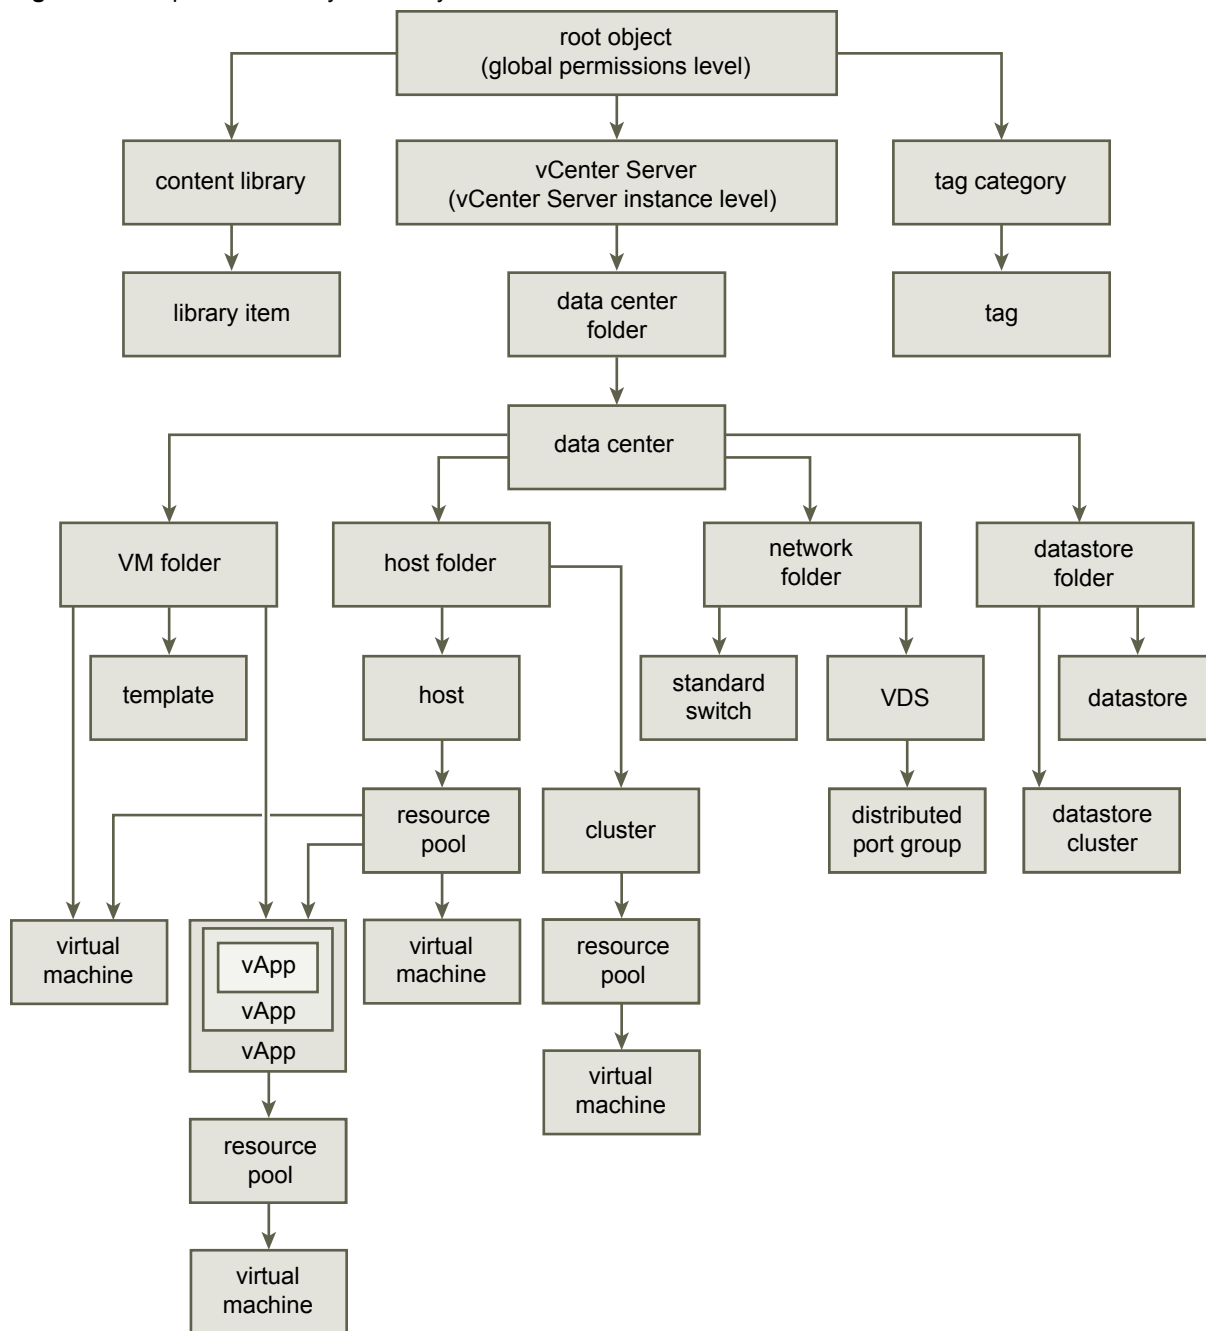 root object
(global permissions level)
content library
vCenter Server
(vCenter Server instance level)
tag category
library item
data center
folder
tag
data center
VM folder
host folder
network
folder
datastore
folder
template
host
standard
switch
VDS
datastore
resource
pool
cluster
distributed
port group
datastore
cluster
virtual
machine
vApp
vApp
vApp
virtual
machine
resource
pool
virtual
machine
resource
pool
virtual
machine